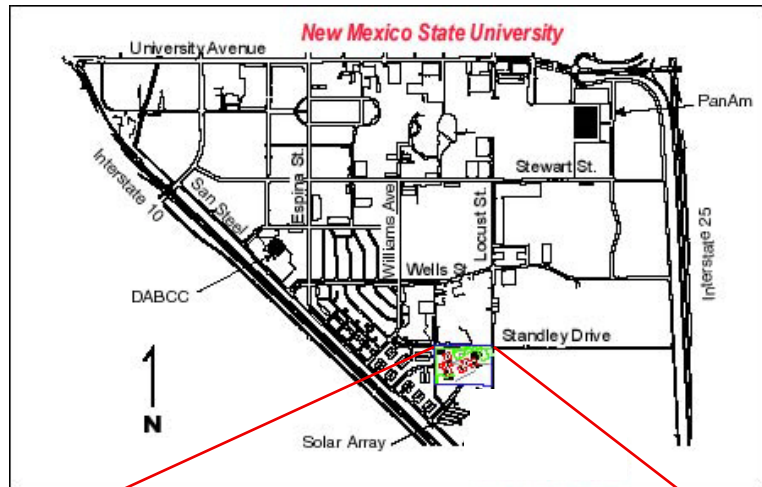 New Mexico State University
University Avenue
PanAm
Stewart St.
Espina St.
Interstate 10
San Steel
Williams Ave
Locust St.
Interstate 25
Wells St
DABCC
Standley Drive
N
Solar Array